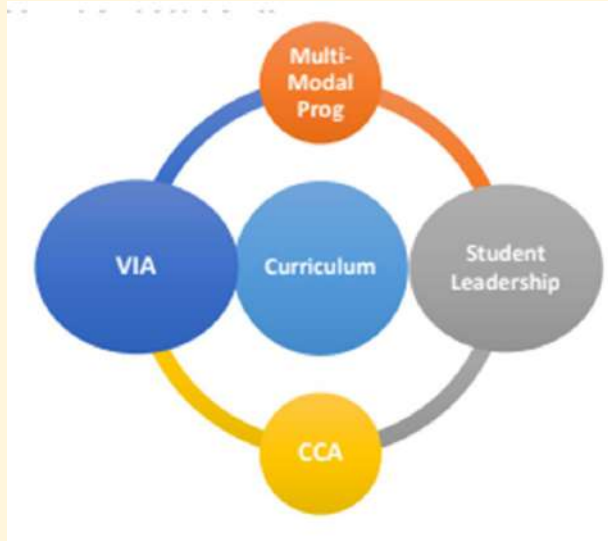 Multi-
Modal
Prog
VIA
Curriculum
Student
Leadership
CCA